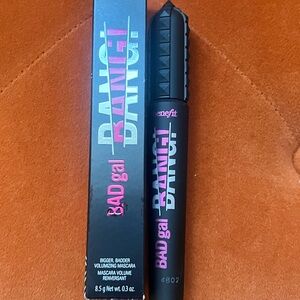 BADgal
BANG!
BIGGER, BADDER
VOLUMIZING MASCARA
MASCARA VOLUME
RENVERSANT
8.5 g Net wt. 0.3 oz.
benefit
BADgal
BANG!
4802